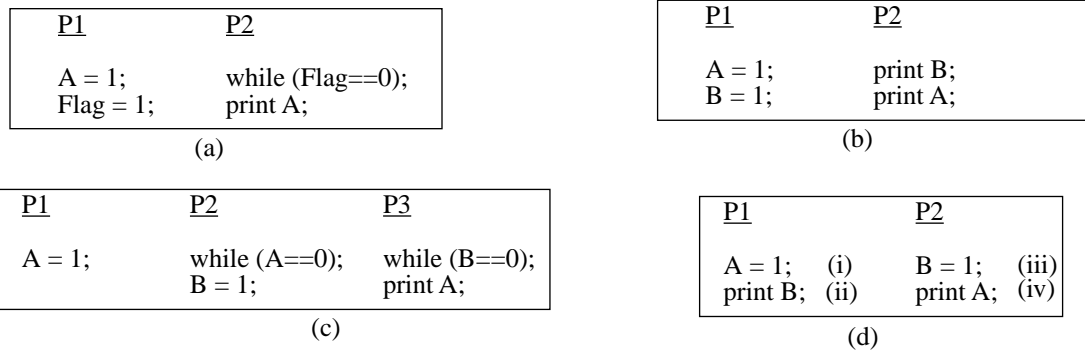 P1 P2
A = 1; while (Flag==0);
Flag = 1; print A;
(a)
P1 P2
A = 1; print B;
B = 1; print A;
(b)
P1 P2 P3
A = 1; while (A==0); while (B==0);
B = 1; print A;
(c)
P1 P2
A = 1; (i) B = 1; (iii)
print B; (ii) print A; (iv)
(d)